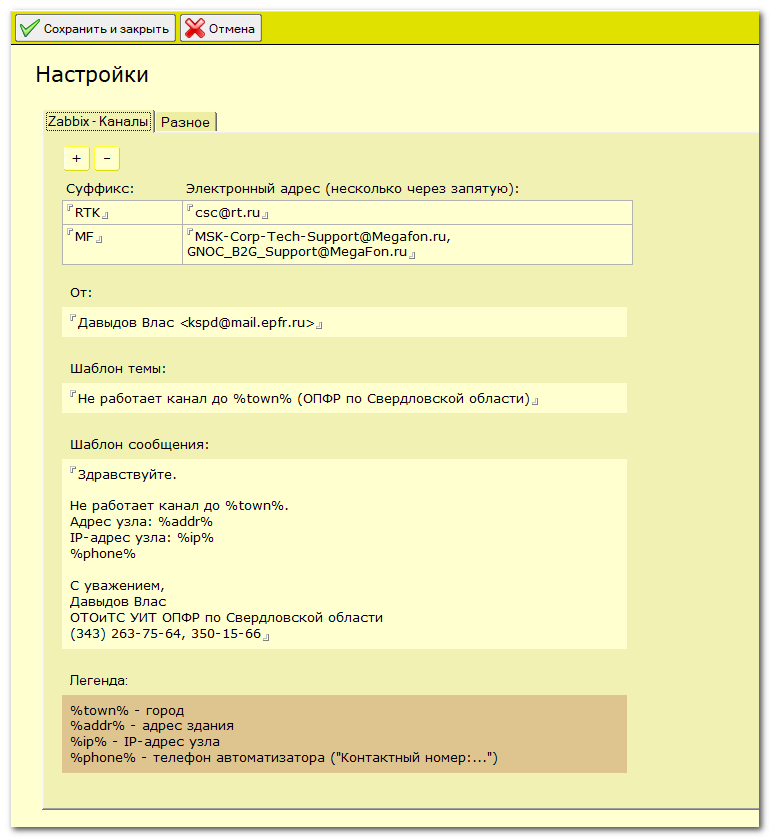 Сохранить и закрыть Отмена
Настройки
Zabbix - Каналы Разное
+ -
Суффикс: Электронный адрес (несколько через запятую):
RTK csc@rt.ru
MF MSK-Corp-Tech-Support@Megafon.ru,
GNOC_B2G_Support@MegaFon.ru
От:
Давыдов Влас <kspd@mail.epfr.ru>
Шаблон темы:
Не работает канал до %town% (ОПФР по Свердловской области)
Шаблон сообщения:
Здравствуйте.
Не работает канал до %town%.
Адрес узла: %addr%
IP-адрес узла: %ip%
%phone%
С уважением,
Давыдов Влас
ОТОиТС УИТ ОПФР по Свердловской области
(343) 263-75-64, 350-15-66
Легенда:
%town% - город
%addr% - адрес здания
%ip% - IP-адрес узла
%phone% - телефон автоматизатора ("Контактный номер:...")